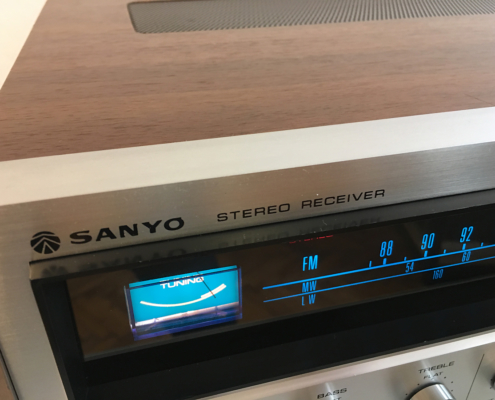 SANYO STEREO RECEIVER
TUNING
FM 88 90 92
MW 54 60
LW 160
BASS TREBLE
FLAT